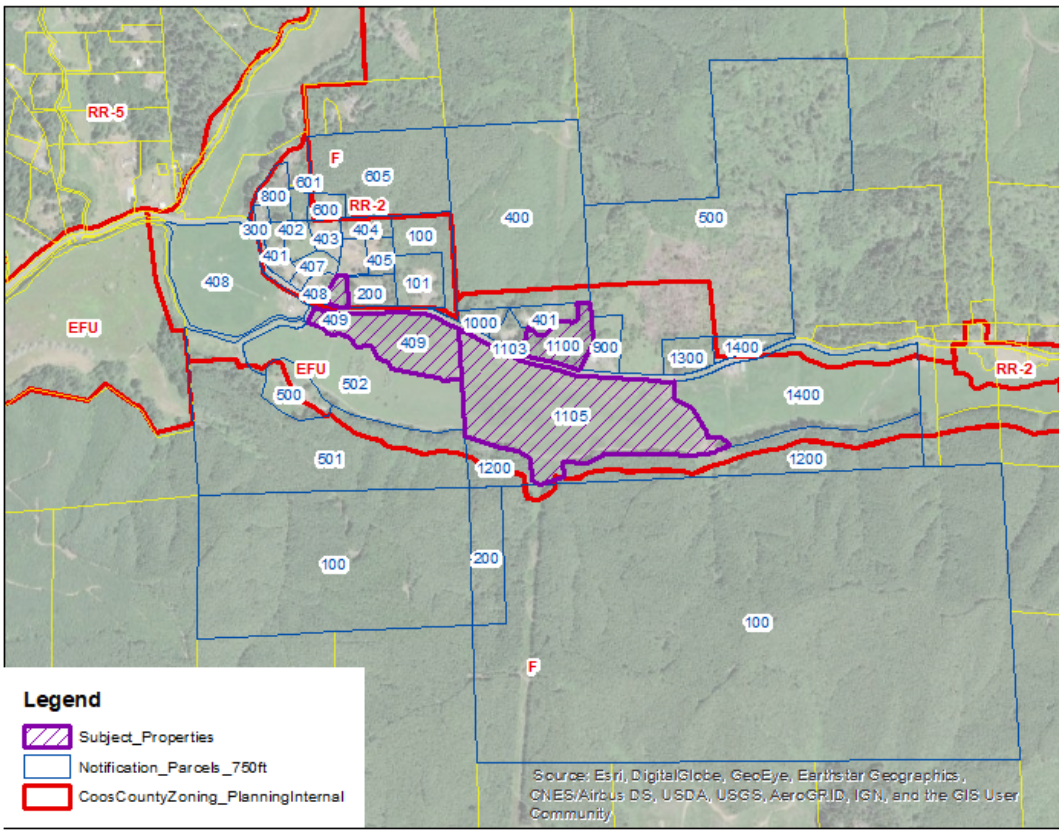 RR-5
F
605
601
800
600
RR-2
400
500
300
402
403
404
100
401
405
407
408
101
408
200
409
1000
401
EFU
409
1103
1100
900
1300
1400
RR-2
EFU
502
500
1400
1105
501
1200
1200
100
200
100
F
Legend
Subject_Properties
Notification_Parcels_750ft
CoosCountyZoning_PlanningInternal
Source: Esri, DigitalGlobe, GeoEye, Earthstar Geographics,
CNES/Airbus DS, USDA, USGS, AeroGRID, IGN, and the GIS User
Community